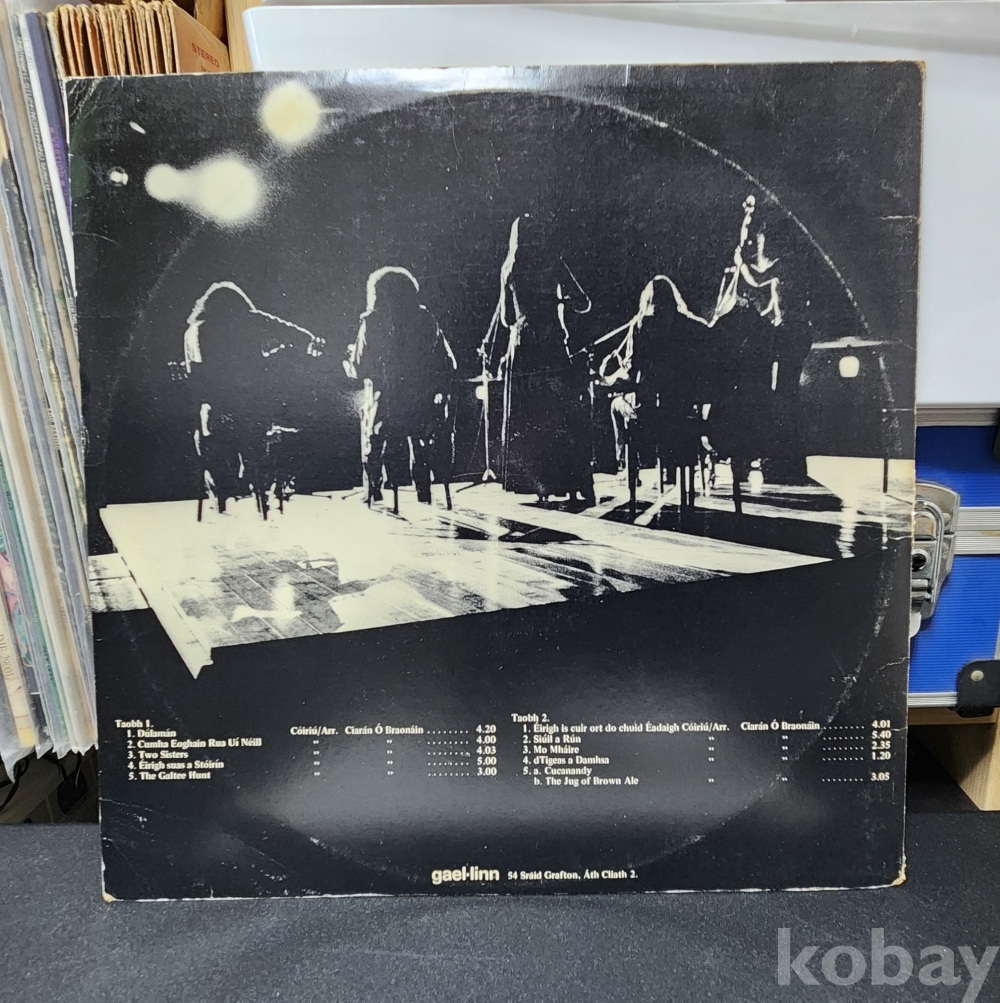 STEREO
Taobh 1.
1. Dúlamán Cóiriú/Arr. Ciarán Ó Braonáin ....... 4.20
2. Cumha Eoghain Rua Uí Néill " " ........ 4.00
3. Two Sisters " " ........ 4.03
4. Éirigh suas a Stóirín " " ........ 5.00
5. The Galtee Hunt " " ........ 3.00
Taobh 2.
1. Éirigh is cuir ort do chuid Éadaigh Cóiriú/Arr. Ciarán Ó Braonáin ....... 4.01
2. Siúil a Rún " " ........ 5.40
3. Mo Mháire " " ........ 2.35
4. dTigeas a Damhsa " " ........ 1.20
5. a. Cucanandy
b. The Jug of Brown Ale " " ........ 3.05
gael-linn 54 Sráid Grafton, Áth Cliath 2.
kobay